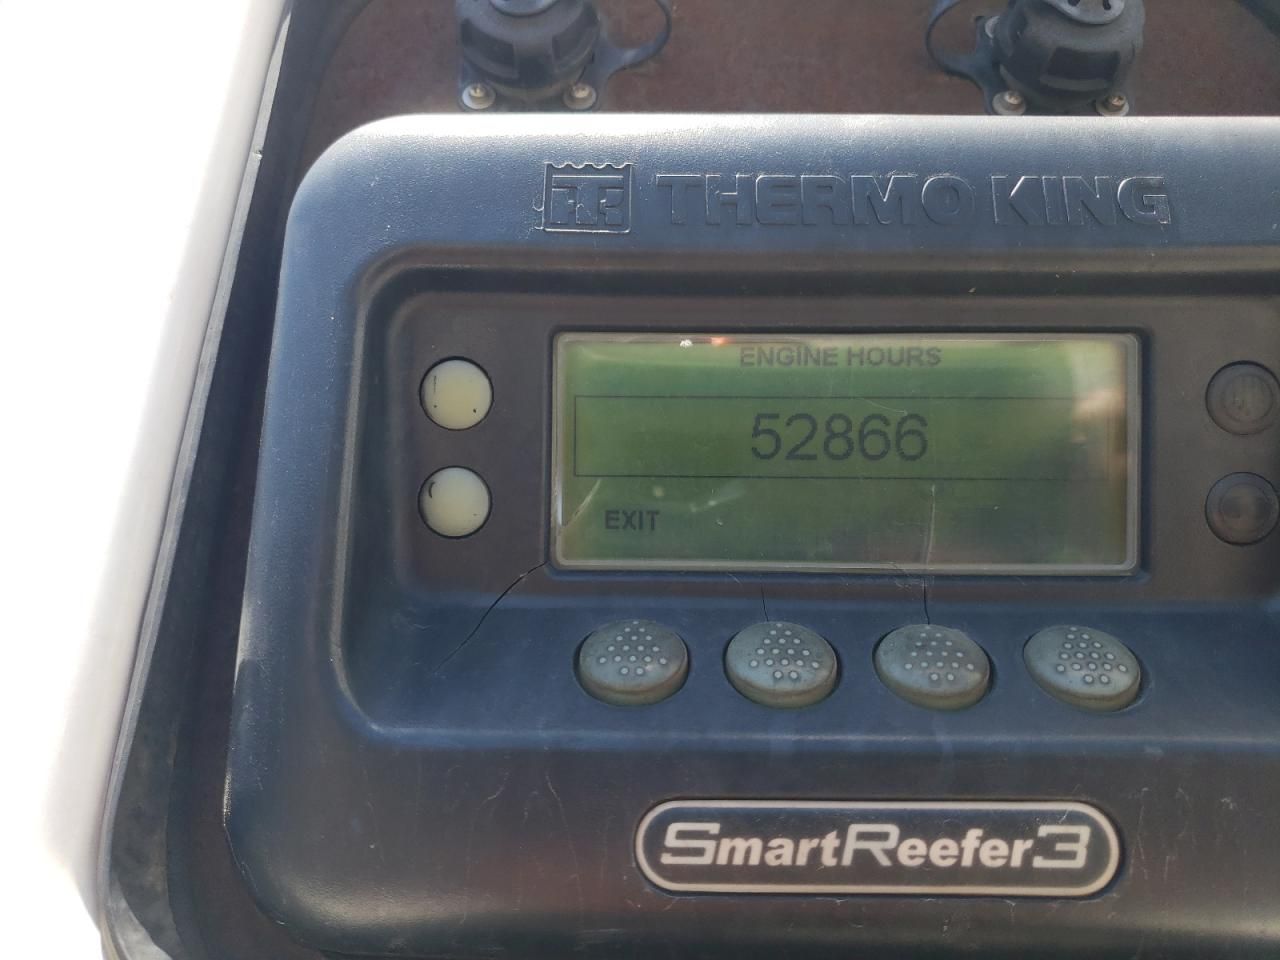 THERMO KING
ENGINE HOURS
52866
EXIT
SmartReefer3